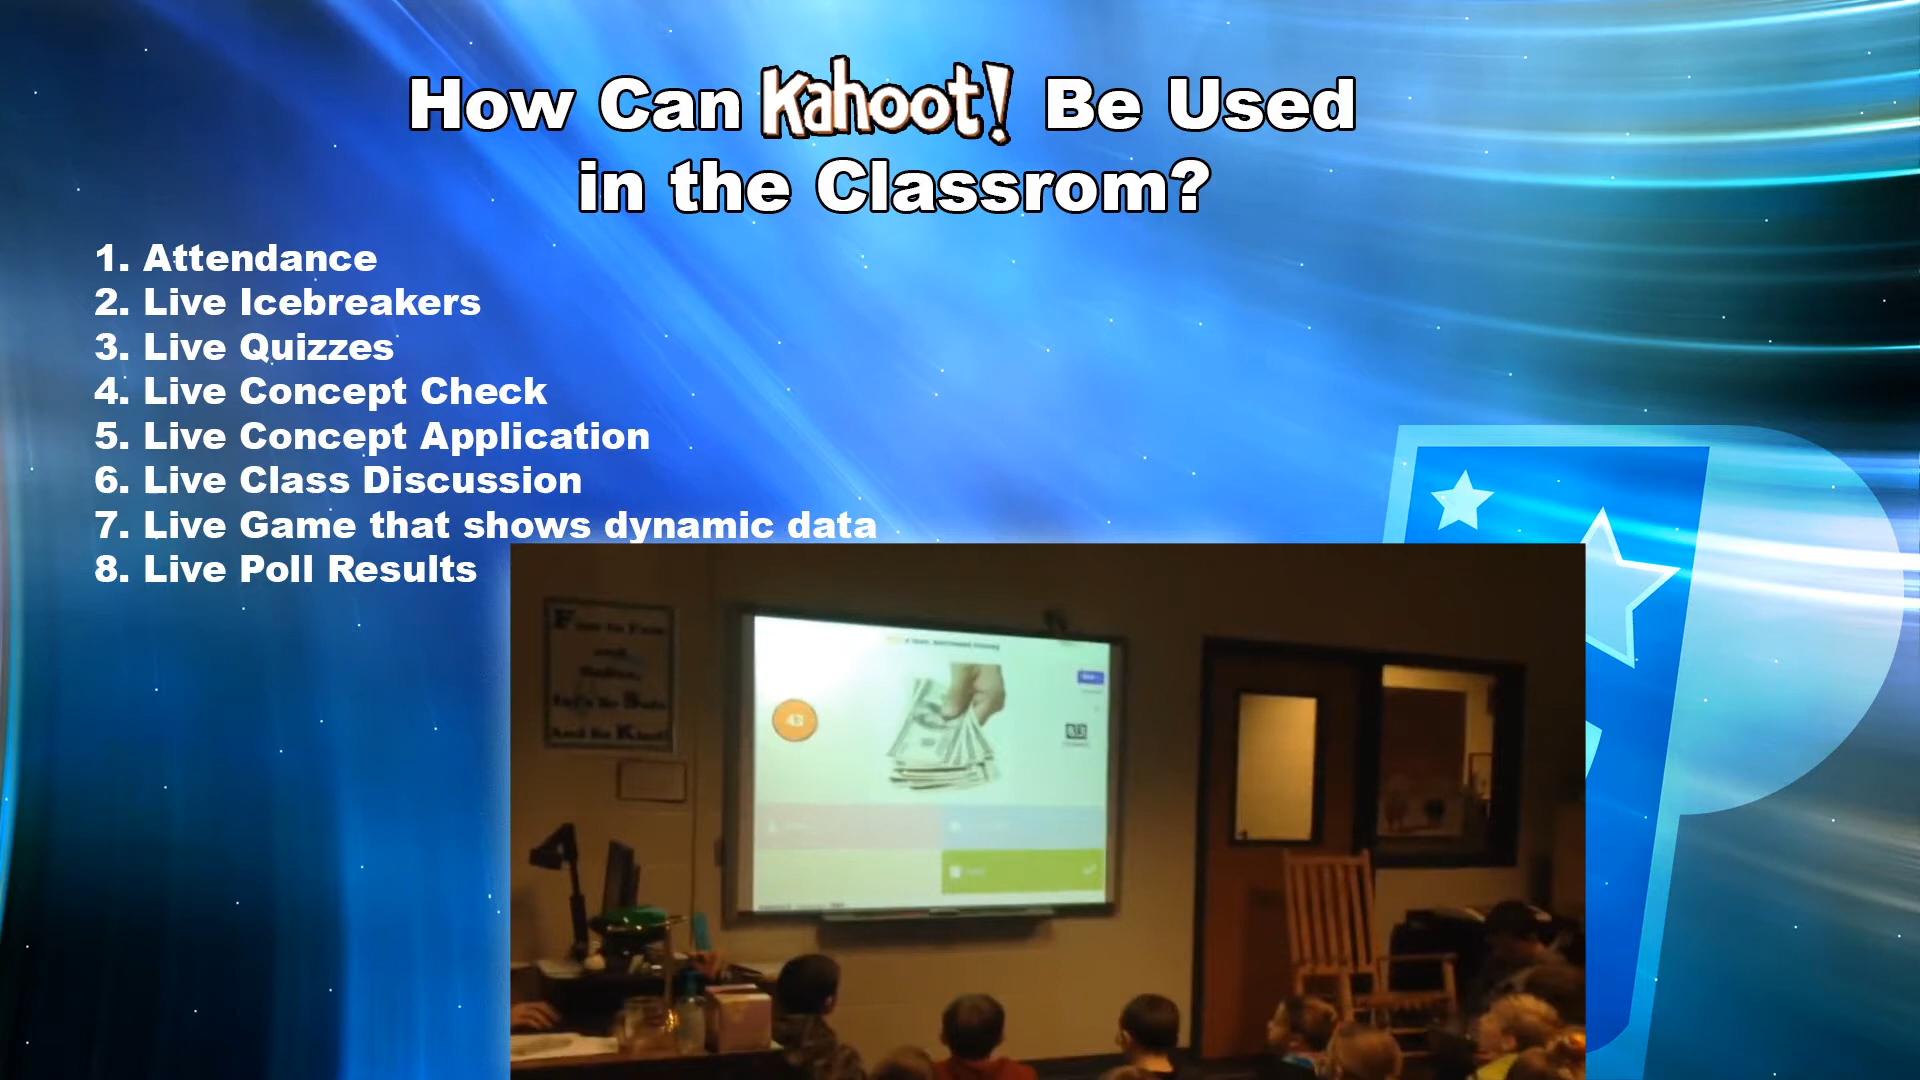 How Can Kahoot! Be Used
in the Classrom?
1. Attendance
2. Live Icebreakers
3. Live Quizzes
4. Live Concept Check
5. Live Concept Application
6. Live Class Discussion
7. Live Game that shows dynamic data
8. Live Poll Results